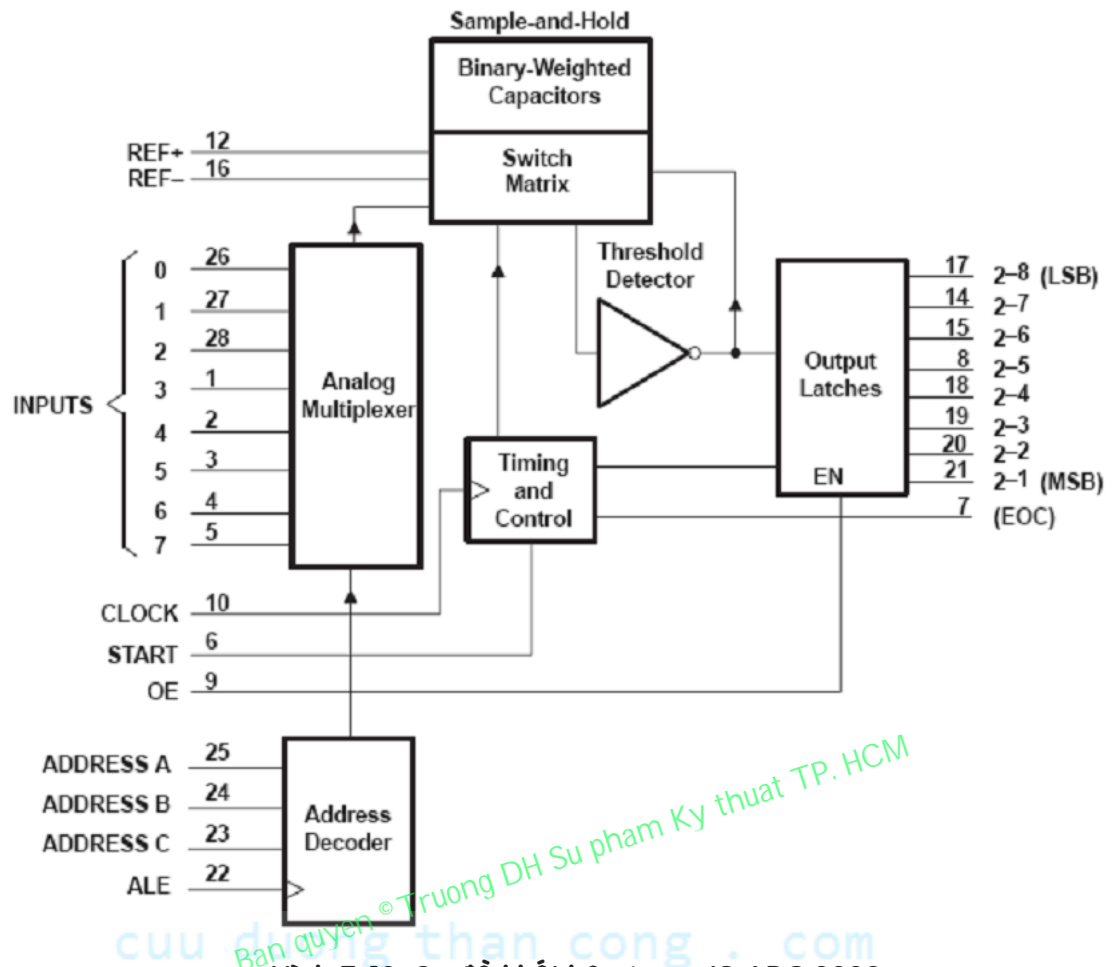 Sample-and-Hold
Binary-Weighted
Capacitors
Switch
Matrix
REF+ 12
REF– 16
Threshold
Detector
INPUTS
0 26
1 27
2 28
3 1
4 2
5 3
6 4
7 5
Analog
Multiplexer
Timing
and
Control
Output
Latches
EN
17 2–8 (LSB)
14 2–7
15 2–6
8 2–5
18 2–4
19 2–3
20 2–2
21 2–1 (MSB)
7 (EOC)
CLOCK 10
START 6
OE 9
ADDRESS A 25
ADDRESS B 24
ADDRESS C 23
ALE 22
Address
Decoder
Ban quyen © Truong DH Su pham Ky thuat TP. HCM
cuu duong than cong . com